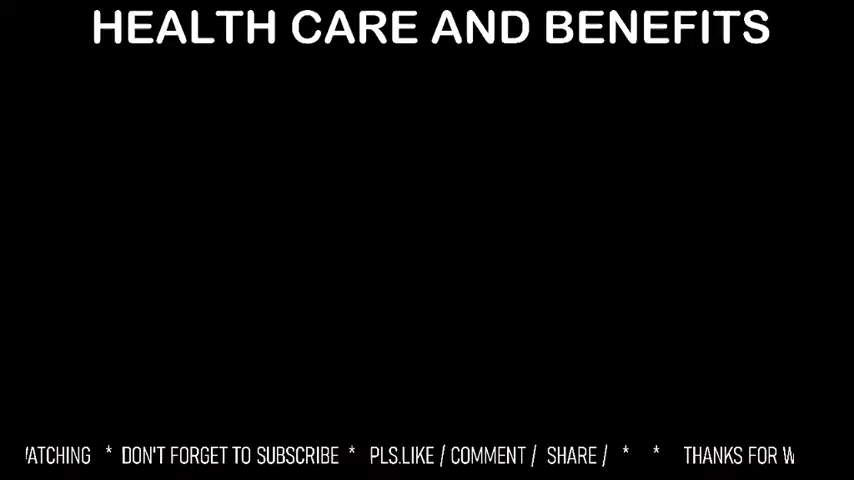 HEALTH CARE AND BENEFITS
ATCHING * DON'T FORGET TO SUBSCRIBE * PLS.LIKE / COMMENT / SHARE / * * THANKS FOR W